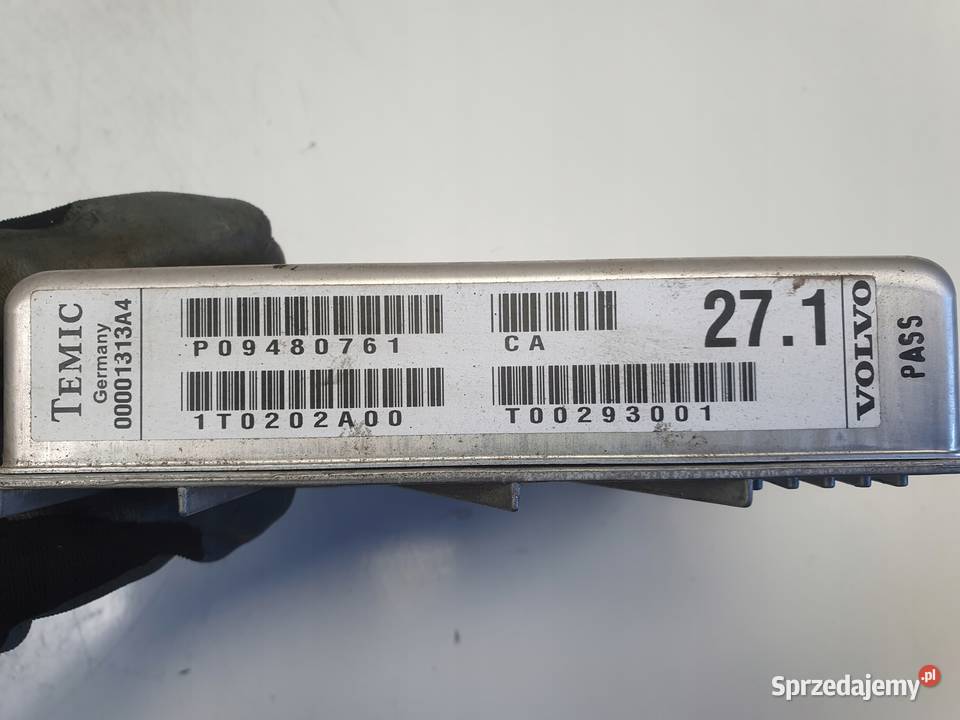 TEMIC
Germany
00001313A4
P09480761
CA
27.1
1T0202A00
T00293001
VOLVO
PASS
Sprzedajemy.pl